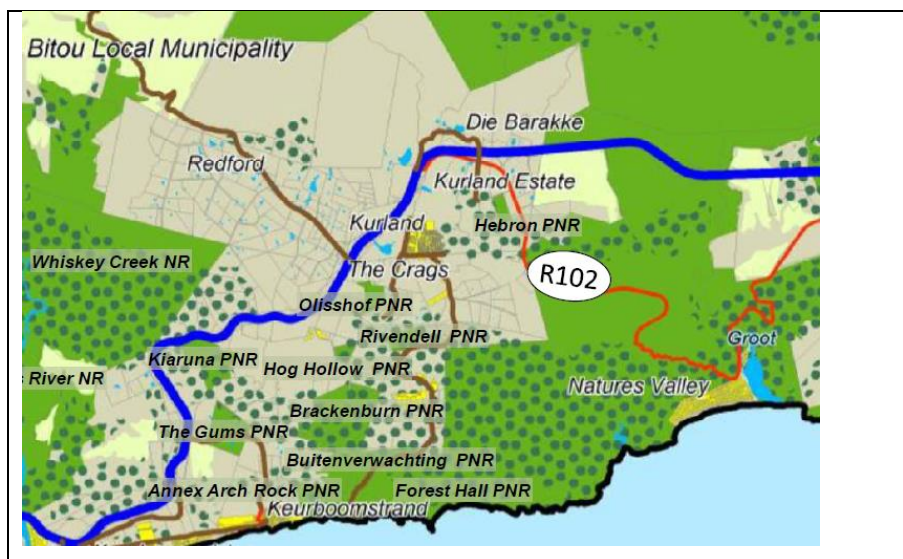 Bitou Local Municipality
Die Barakke
Redford
Kurland Estate
Kurland
Hebron PNR
Whiskey Creek NR
The Crags
R102
Olisshof PNR
Rivendell PNR
Groot
Kiaruna PNR
Hog Hollow PNR
River NR
Natures Valley
Brackenburn PNR
The Gums PNR
Buitenverwachting PNR
Annex Arch Rock PNR
Forest Hall PNR
Keurboomstrand